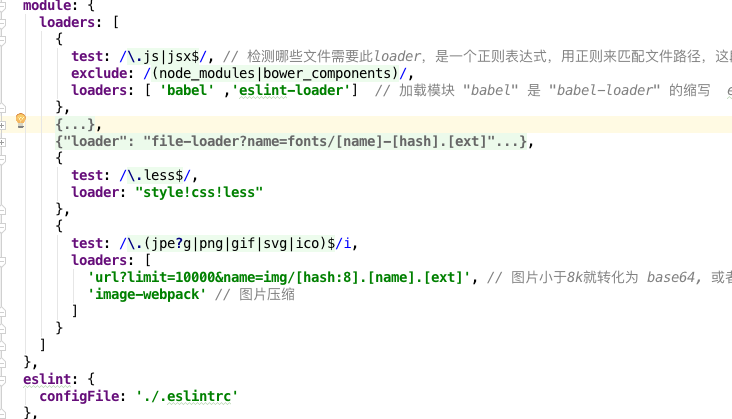 module: {
loaders: [
{
test: /\.js|jsx$/, // 检测哪些文件需要此loader，是一个正则表达式，用正则来匹配文件路径，这
exclude: /(node_modules|bower_components)/,
loaders: [ 'babel' ,'eslint-loader'] // 加载模块 "babel" 是 "babel-loader" 的缩写 e
},
{...},
{"loader": "file-loader?name=fonts/[name]-[hash].[ext]"...},
{
test: /\.less$/,
loader: "style!css!less"
},
{
test: /\.(jpe?g|png|gif|svg|ico)$/i,
loaders: [
'url?limit=10000&name=img/[hash:8].[name].[ext]', // 图片小于8k就转化为 base64, 或者
'image-webpack' // 图片压缩
]
}
]
},
eslint: {
configFile: './.eslintrc'
},